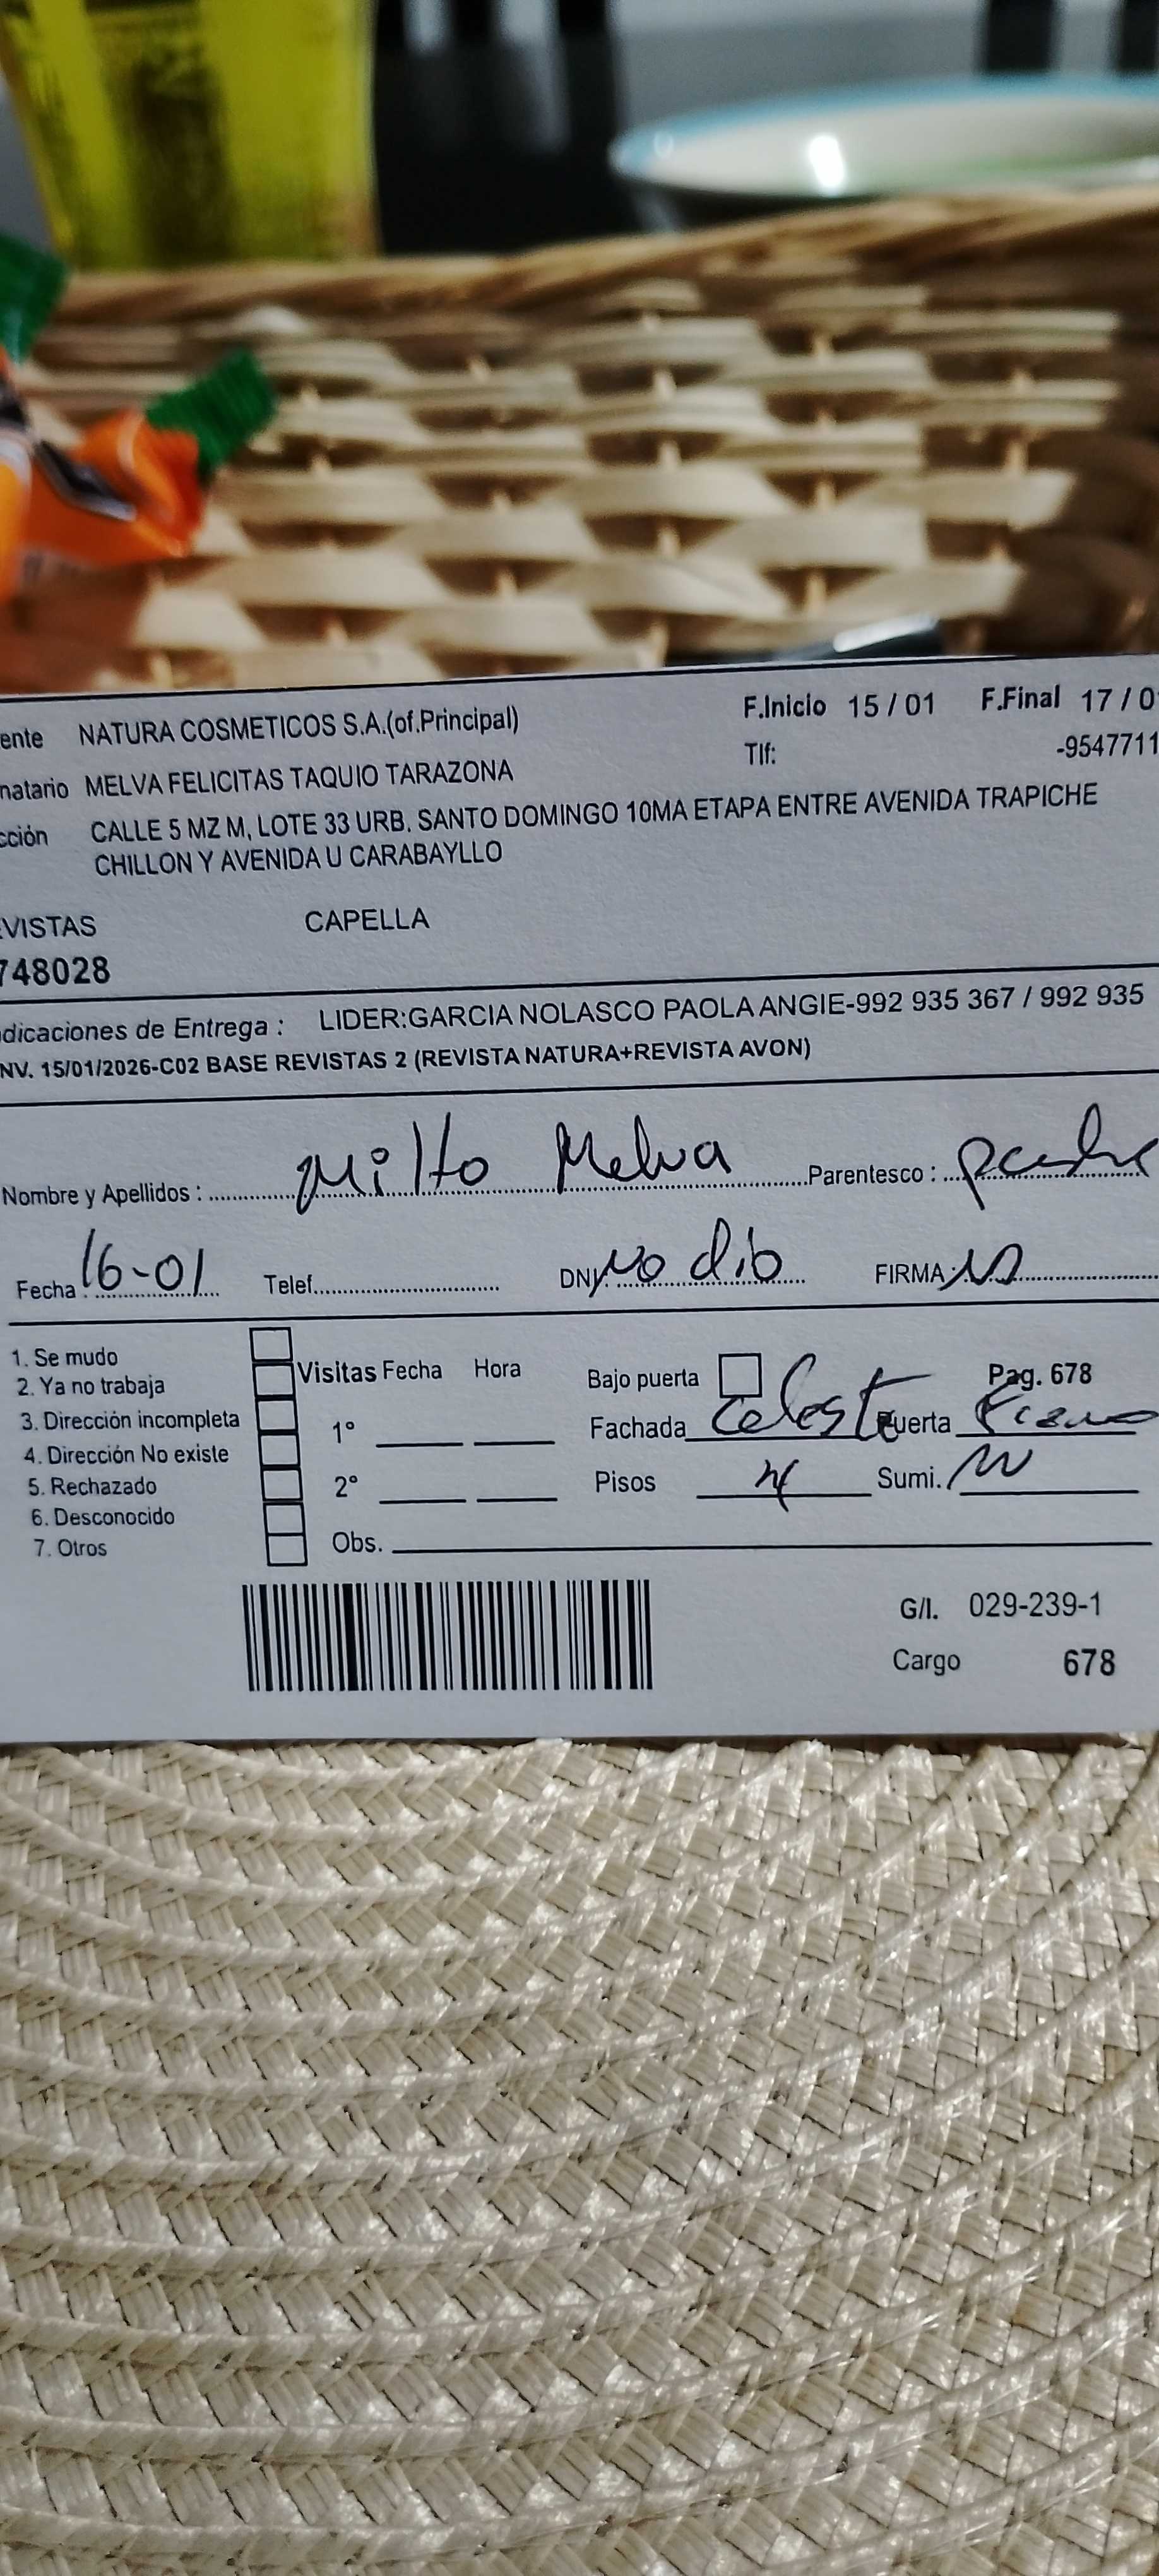 ente NATURA COSMETICOS S.A.(of.Principal) F.Inicio 15 / 01 F.Final 17 / 0
Tlf: -9547711
natario MELVA FELICITAS TAQUIO TARAZONA
cción CALLE 5 MZ M, LOTE 33 URB. SANTO DOMINGO 10MA ETAPA ENTRE AVENIDA TRAPICHE
CHILLON Y AVENIDA U CARABAYLLO
VISTAS CAPELLA
748028
dicaciones de Entrega : LIDER:GARCIA NOLASCO PAOLA ANGIE-992 935 367 / 992 935
NV. 15/01/2026-C02 BASE REVISTAS 2 (REVISTA NATURA+REVISTA AVON)
Nombre y Apellidos : Milto Melva Parentesco : padre
Fecha : 16-01 Telef. DNI: No dio FIRMA:
1. Se mudo
2. Ya no trabaja
3. Dirección incompleta
4. Dirección No existe
5. Rechazado
6. Desconocido
7. Otros
Visitas Fecha Hora
1°
2°
Obs.
Bajo puerta Pag. 678
Fachada Celeste Puerta
Pisos 4 Sumi.
G/I. 029-239-1
Cargo 678